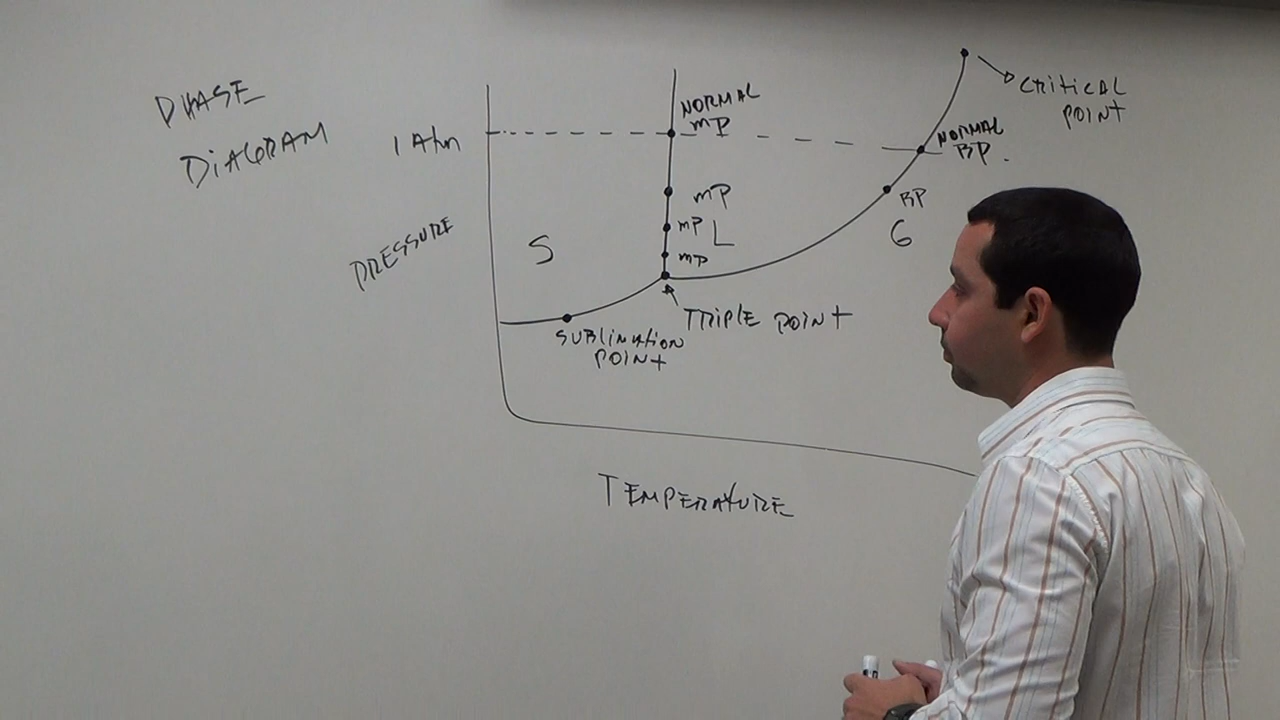 PHASE
DIAGRAM
1 Atm
PRESSURE
NORMAL
MP
CRITICAL
POINT
NORMAL
BP.
MP
BP
MP
L
G
S
MP
TRIPLE POINT
SUBLIMATION
POINT
TEMPERATURE